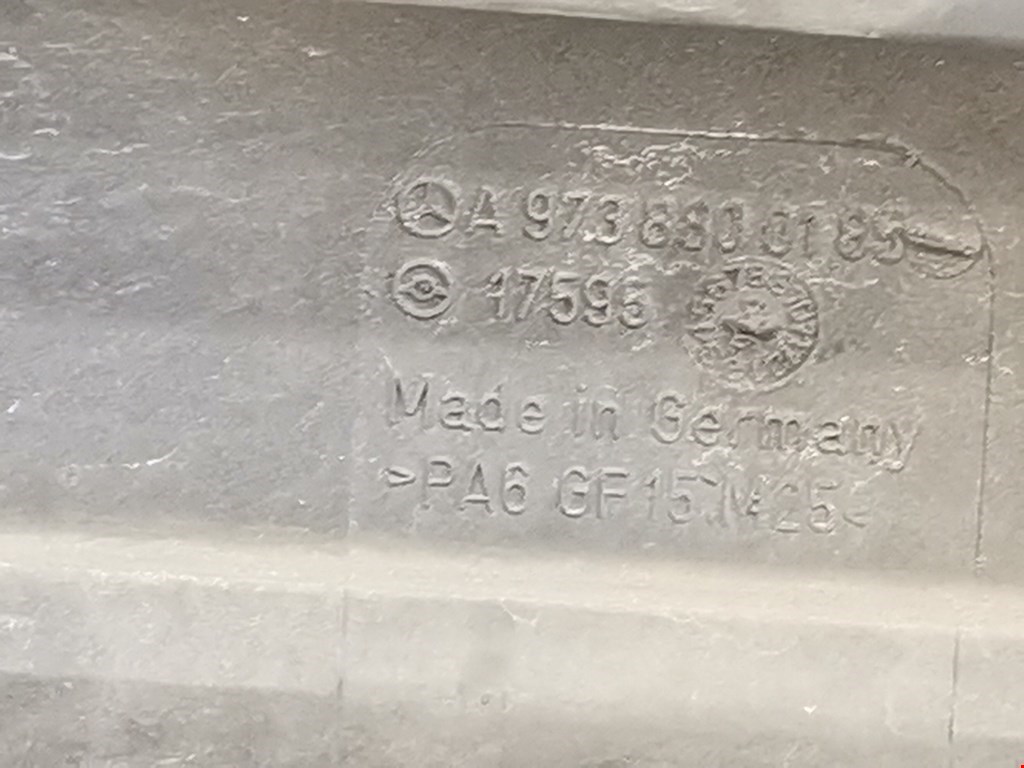 A 973 880 01 85
17595
Made in Germany
>PA6 GF15 M25<